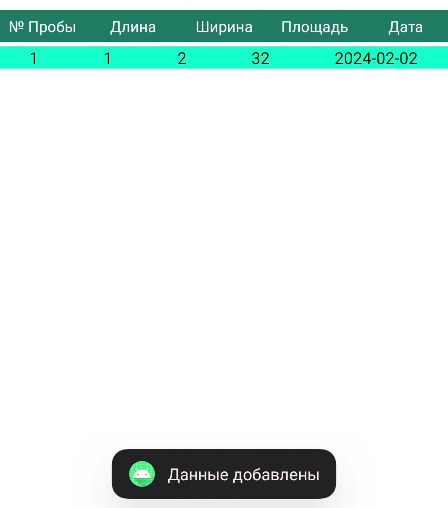 № Пробы Длина Ширина Площадь Дата
1 1 2 32 2024-02-02
Данные добавлены